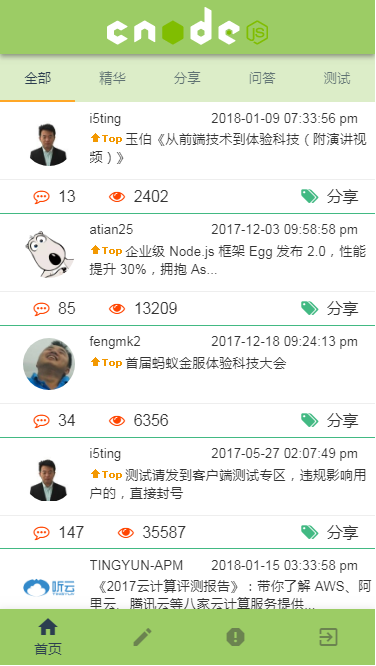 cnode JS
全部 精华 分享 问答 测试
i5ting 2018-01-09 07:33:56 pm
Top 玉伯《从前端技术到体验科技（附演讲视
频）》
13 2402 分享
atian25 2017-12-03 09:58:58 pm
Top 企业级 Node.js 框架 Egg 发布 2.0，性能
提升 30%，拥抱 As...
85 13209 分享
fengmk2 2017-12-18 09:24:13 pm
Top 首届蚂蚁金服体验科技大会
34 6356 分享
i5ting 2017-05-27 02:07:49 pm
Top 测试请发到客户端测试专区，违规影响用
户的，直接封号
147 35587 分享
TINGYUN-APM 2018-01-15 03:33:58 pm
听云 《2017云计算评测报告》：带你了解 AWS、阿
里云、腾讯云等八家云计算服务提供...
首页